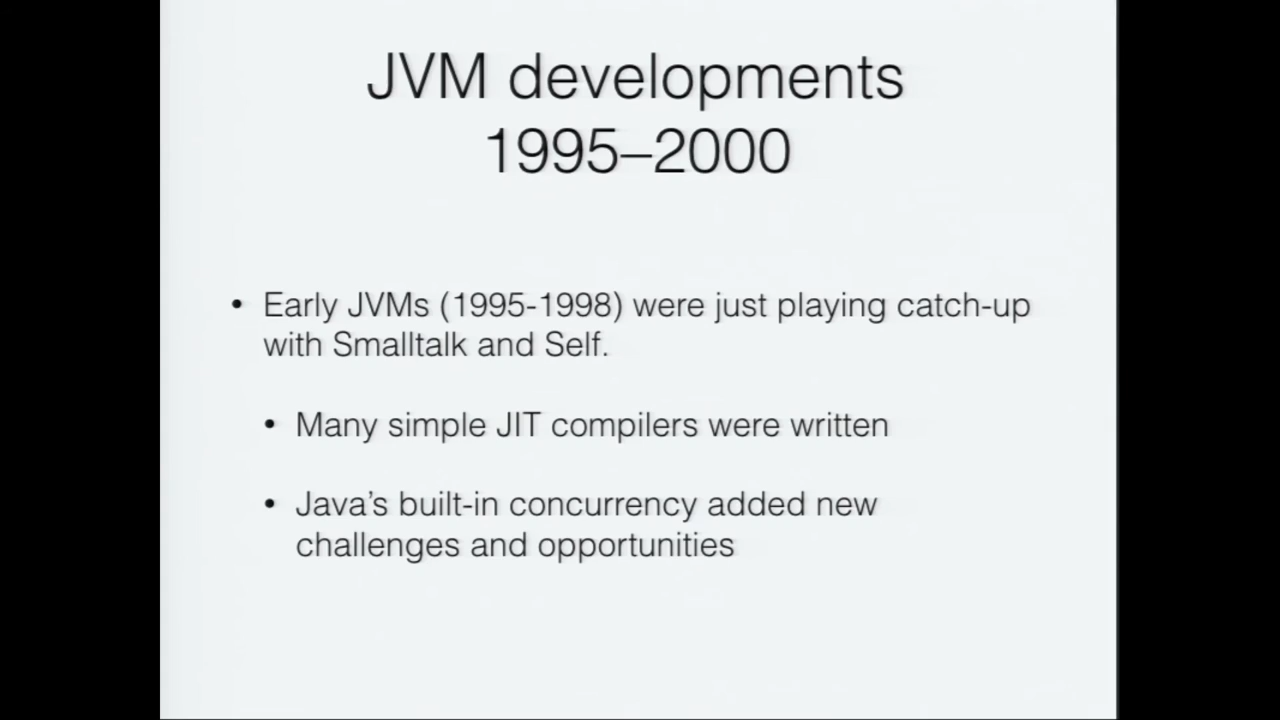 JVM developments
1995–2000
• Early JVMs (1995-1998) were just playing catch-up
with Smalltalk and Self.
• Many simple JIT compilers were written
• Java’s built-in concurrency added new
challenges and opportunities